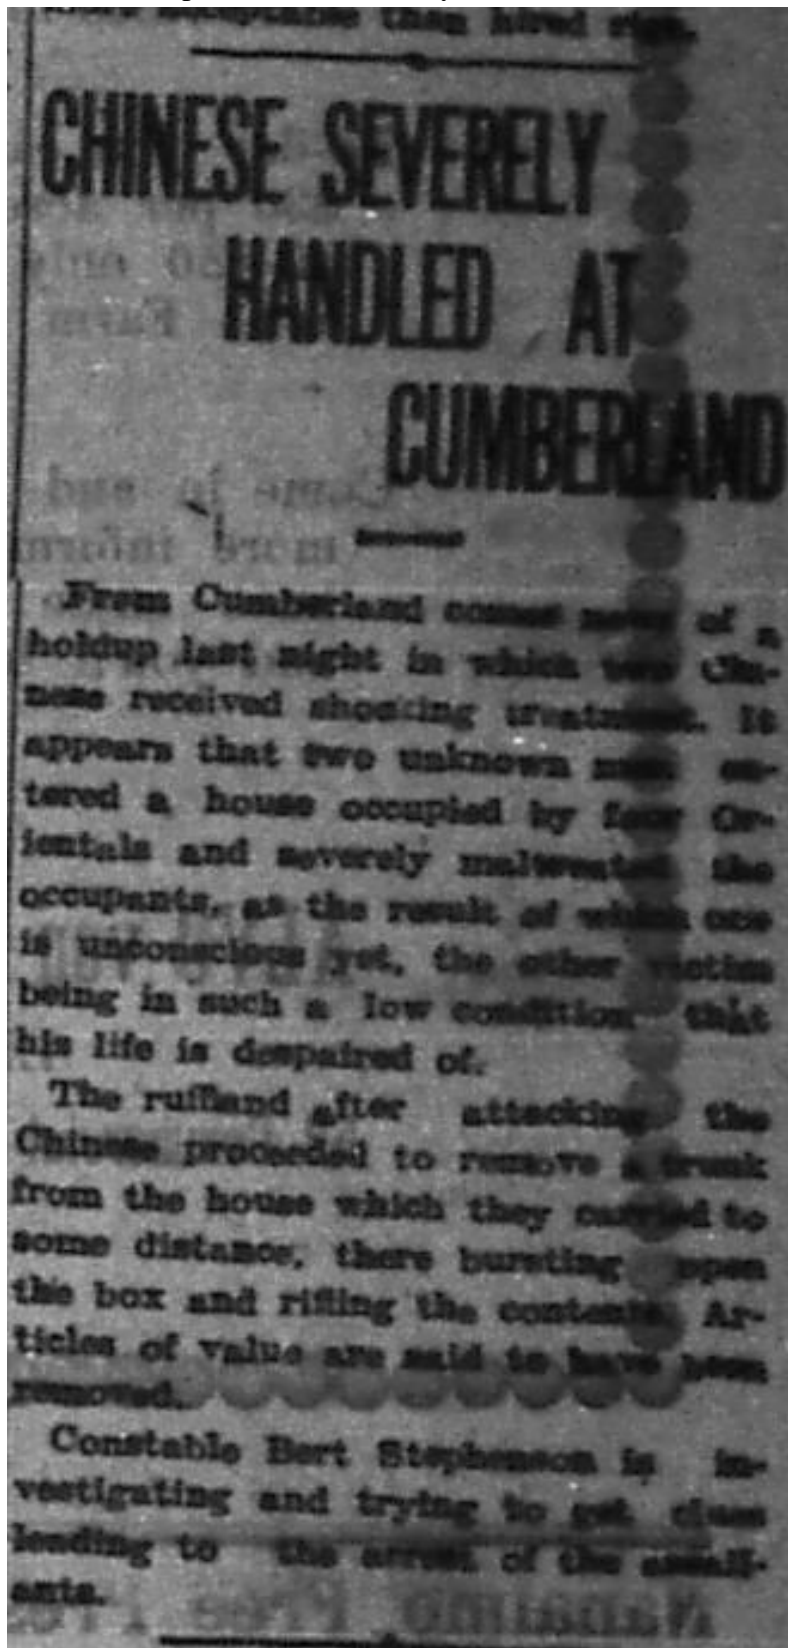 than hired rigs.
CHINESE SEVERELY
HANDLED AT
CUMBERLAND
From Cumberland comes news of a
holdup last night in which two Chi-
nese received shocking treatment. It
appears that two unknown men en-
tered a house occupied by four Or-
ientals and severely maltreated the
occupants, as the result of which one
is unconscious yet, the other victim
being in such a low condition that
his life is despaired of.
The ruffiand after attacking the
Chinese proceeded to remove a trunk
from the house which they carried to
some distance, there bursting oppen
the box and rifling the contents. Ar-
ticles of value are said to have been
removed.
Constable Bert Stephenson is in-
vestigating and trying to get clues
leading to the arrest of the assail-
ants.